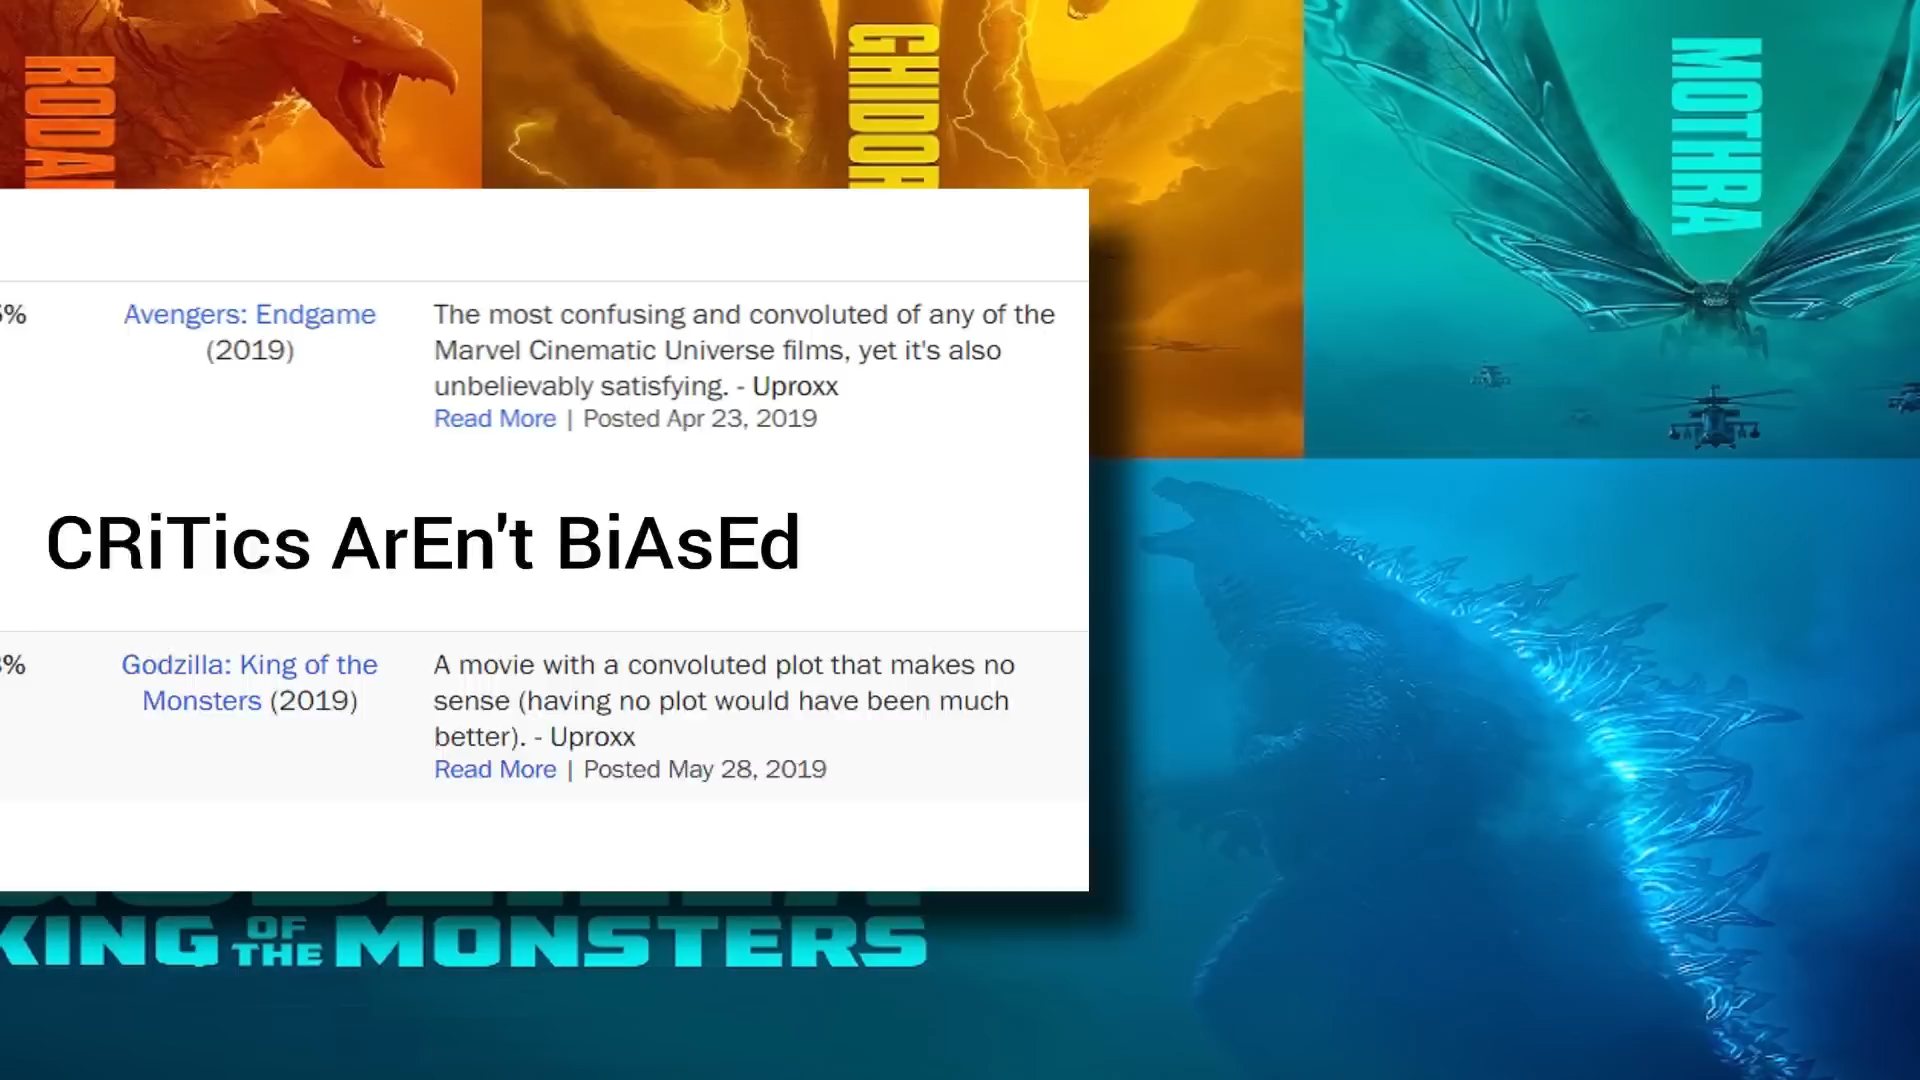 GHIDOR
MOTHRA
Avengers: Endgame
(2019)
The most confusing and convoluted of any of the
Marvel Cinematic Universe films, yet it's also
unbelievably satisfying. - Uproxx
Read More | Posted Apr 23, 2019
CRiTics ArEn't BiAsEd
Godzilla: King of the
Monsters (2019)
A movie with a convoluted plot that makes no
sense (having no plot would have been much
better). - Uproxx
Read More | Posted May 28, 2019
KING OF THE MONSTERS